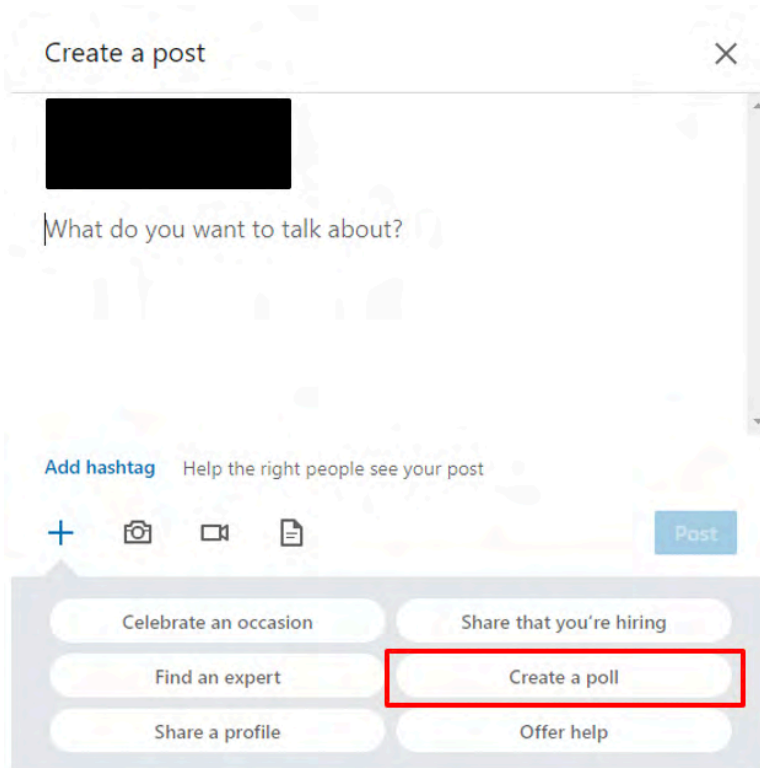 Create a post
What do you want to talk about?
Add hashtag Help the right people see your post
Post
Celebrate an occasion Share that you're hiring
Find an expert Create a poll
Share a profile Offer help